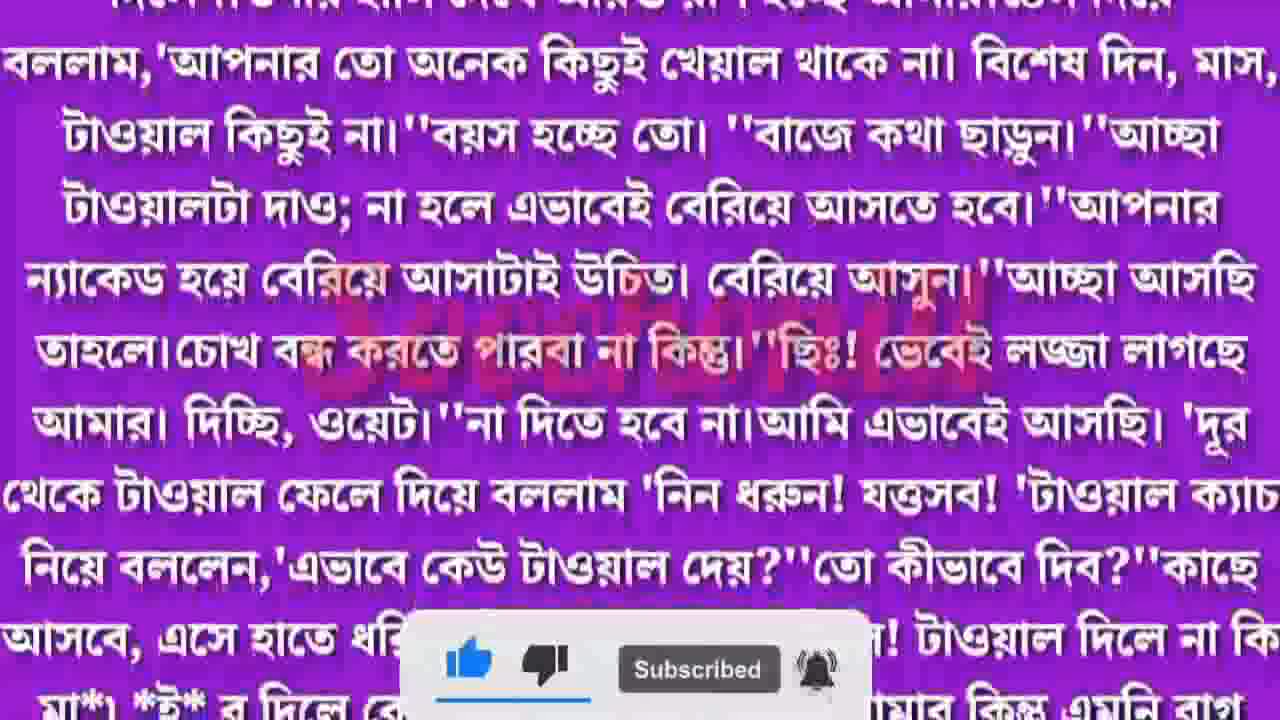 বললাম,'আপনার তো অনেক কিছুই খেয়াল থাকে না। বিশেষ দিন, মাস,
টাওয়াল কিছুই না।''বয়স হচ্ছে তো। ''বাজে কথা ছাড়ুন।''আচ্ছা
টাওয়ালটা দাও; না হলে এভাবেই বেরিয়ে আসতে হবে।''আপনার
ন্যাকেড হয়ে বেরিয়ে আসাটাই উচিত। বেরিয়ে আসুন।''আচ্ছা আসছি
তাহলে।চোখ বন্ধ করতে পারবা না কিন্তু।''ছিঃ! ভেবেই লজ্জা লাগছে
আমার। দিচ্ছি, ওয়েট।''না দিতে হবে না।আমি এভাবেই আসছি। 'দূর
থেকে টাওয়াল ফেলে দিয়ে বললাম 'নিন ধরুন! যত্তসব! 'টাওয়াল ক্যাচ
নিয়ে বললেন,'এভাবে কেউ টাওয়াল দেয়?''তো কীভাবে দিব?''কাছে
আসবে, এসে হাতে টাওয়াল দিলে না কি
মা*। *ই* র দিলে কিন্তু এমনি রাগ
Subscribed